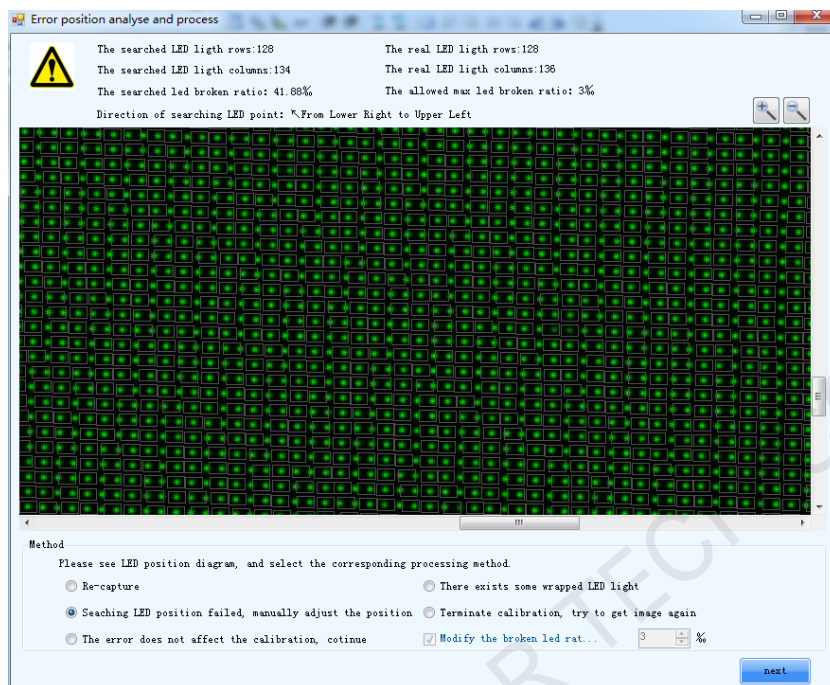 Error position analyse and process
The searched LED ligth rows:128
The real LED ligth rows:128
The searched LED ligth columns:134
The real LED ligth columns:136
The searched led broken ratio: 41.88‰
The allowed max led broken ratio: 3‰
Direction of searching LED point: ↖From Lower Right to Upper Left
Method
Please see LED position diagram, and select the corresponding processing method.
Re-capture
There exists some wrapped LED light
Seaching LED position failed, manually adjust the position
Terminate calibration, try to get image again
The error does not affect the calibration, cotinue
Modify the broken led rat...
3
‰
next